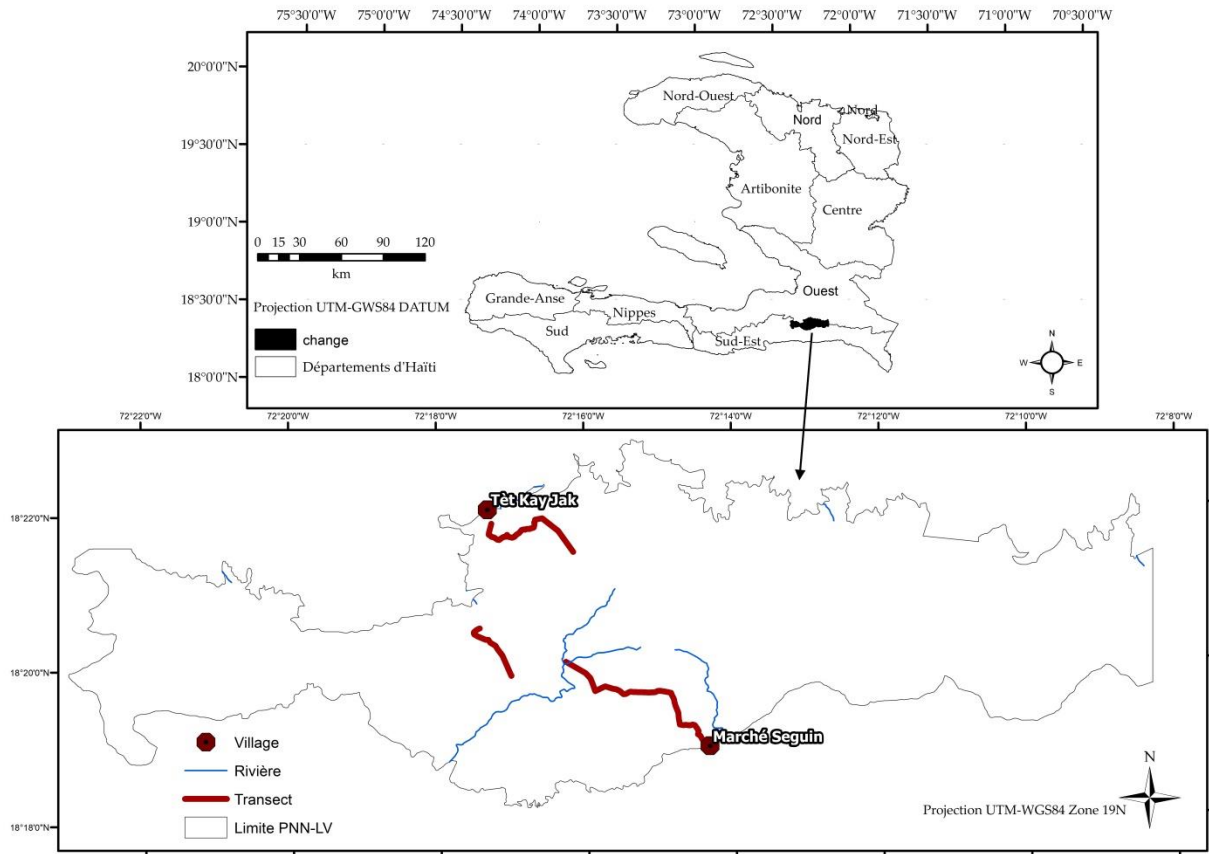 75°30'0"W 75°0'0"W 74°30'0"W 74°0'0"W 73°30'0"W 73°0'0"W 72°30'0"W 72°0'0"W 71°30'0"W 71°0'0"W 70°30'0"W
20°0'0"N
Nord-Ouest
Nord
Nord
19°30'0"N
Nord-Est
Artibonite
Centre
19°0'0"N
0 15 30 60 90 120
km
Ouest
18°30'0"N
Grande-Anse
Projection UTM-GWS84 DATUM
Nippes
Sud
Sud-Est
change
Départements d'Haïti
18°0'0"N
N
W E
S
72°22'0"W 72°20'0"W 72°18'0"W 72°16'0"W 72°14'0"W 72°12'0"W 72°10'0"W 72°8'0"W
Tèt Kay Jak
18°22'0"N
18°20'0"N
Marché Seguin
Village
Rivière
Transect
Limite PNN-LV
N
Projection UTM-WGS84 Zone 19N
18°18'0"N